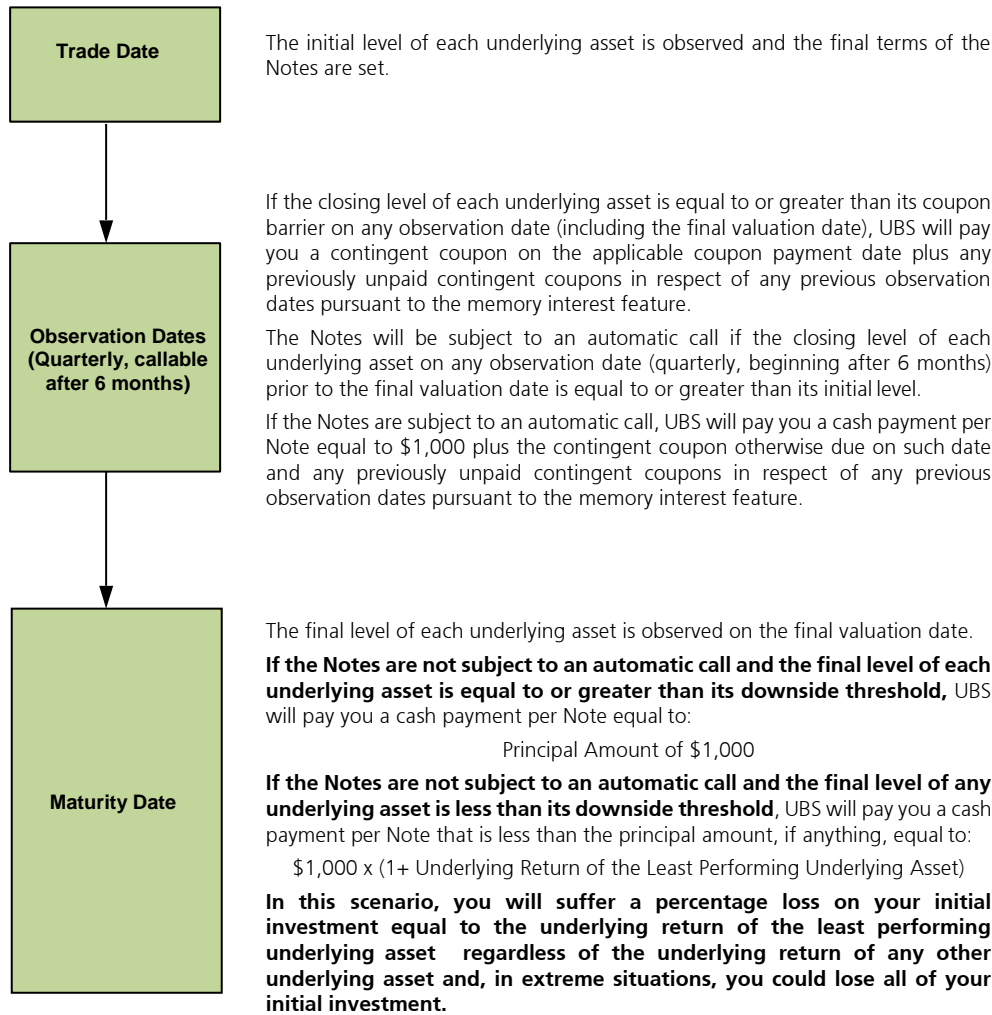 Trade Date
The initial level of each underlying asset is observed and the final terms of the
Notes are set.
Observation Dates
(Quarterly, callable
after 6 months)
If the closing level of each underlying asset is equal to or greater than its coupon
barrier on any observation date (including the final valuation date), UBS will pay
you a contingent coupon on the applicable coupon payment date plus any
previously unpaid contingent coupons in respect of any previous observation
dates pursuant to the memory interest feature.
The Notes will be subject to an automatic call if the closing level of each
underlying asset on any observation date (quarterly, beginning after 6 months)
prior to the final valuation date is equal to or greater than its initial level.
If the Notes are subject to an automatic call, UBS will pay you a cash payment per
Note equal to $1,000 plus the contingent coupon otherwise due on such date
and any previously unpaid contingent coupons in respect of any previous
observation dates pursuant to the memory interest feature.
Maturity Date
The final level of each underlying asset is observed on the final valuation date.
If the Notes are not subject to an automatic call and the final level of each
underlying asset is equal to or greater than its downside threshold, UBS
will pay you a cash payment per Note equal to:
Principal Amount of $1,000
If the Notes are not subject to an automatic call and the final level of any
underlying asset is less than its downside threshold, UBS will pay you a cash
payment per Note that is less than the principal amount, if anything, equal to:
$1,000 x (1+ Underlying Return of the Least Performing Underlying Asset)
In this scenario, you will suffer a percentage loss on your initial
investment equal to the underlying return of the least performing
underlying asset regardless of the underlying return of any other
underlying asset and, in extreme situations, you could lose all of your
initial investment.